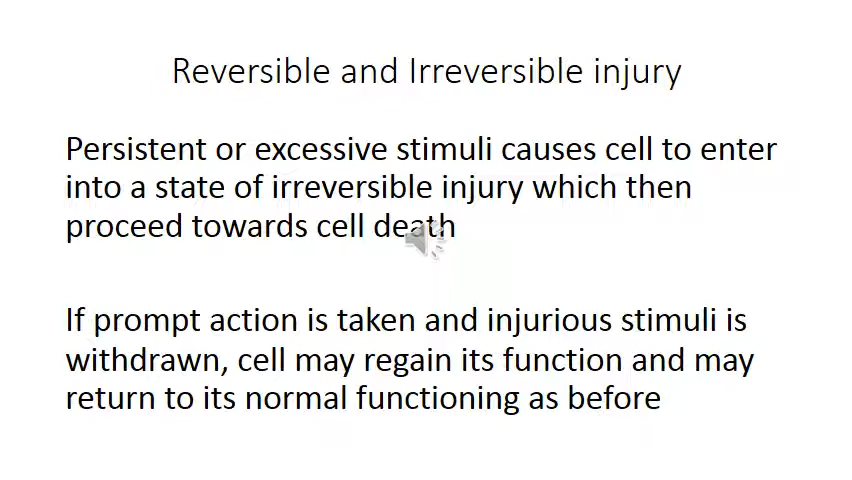 Reversible and Irreversible injury
Persistent or excessive stimuli causes cell to enter
into a state of irreversible injury which then
proceed towards cell death
If prompt action is taken and injurious stimuli is
withdrawn, cell may regain its function and may
return to its normal functioning as before